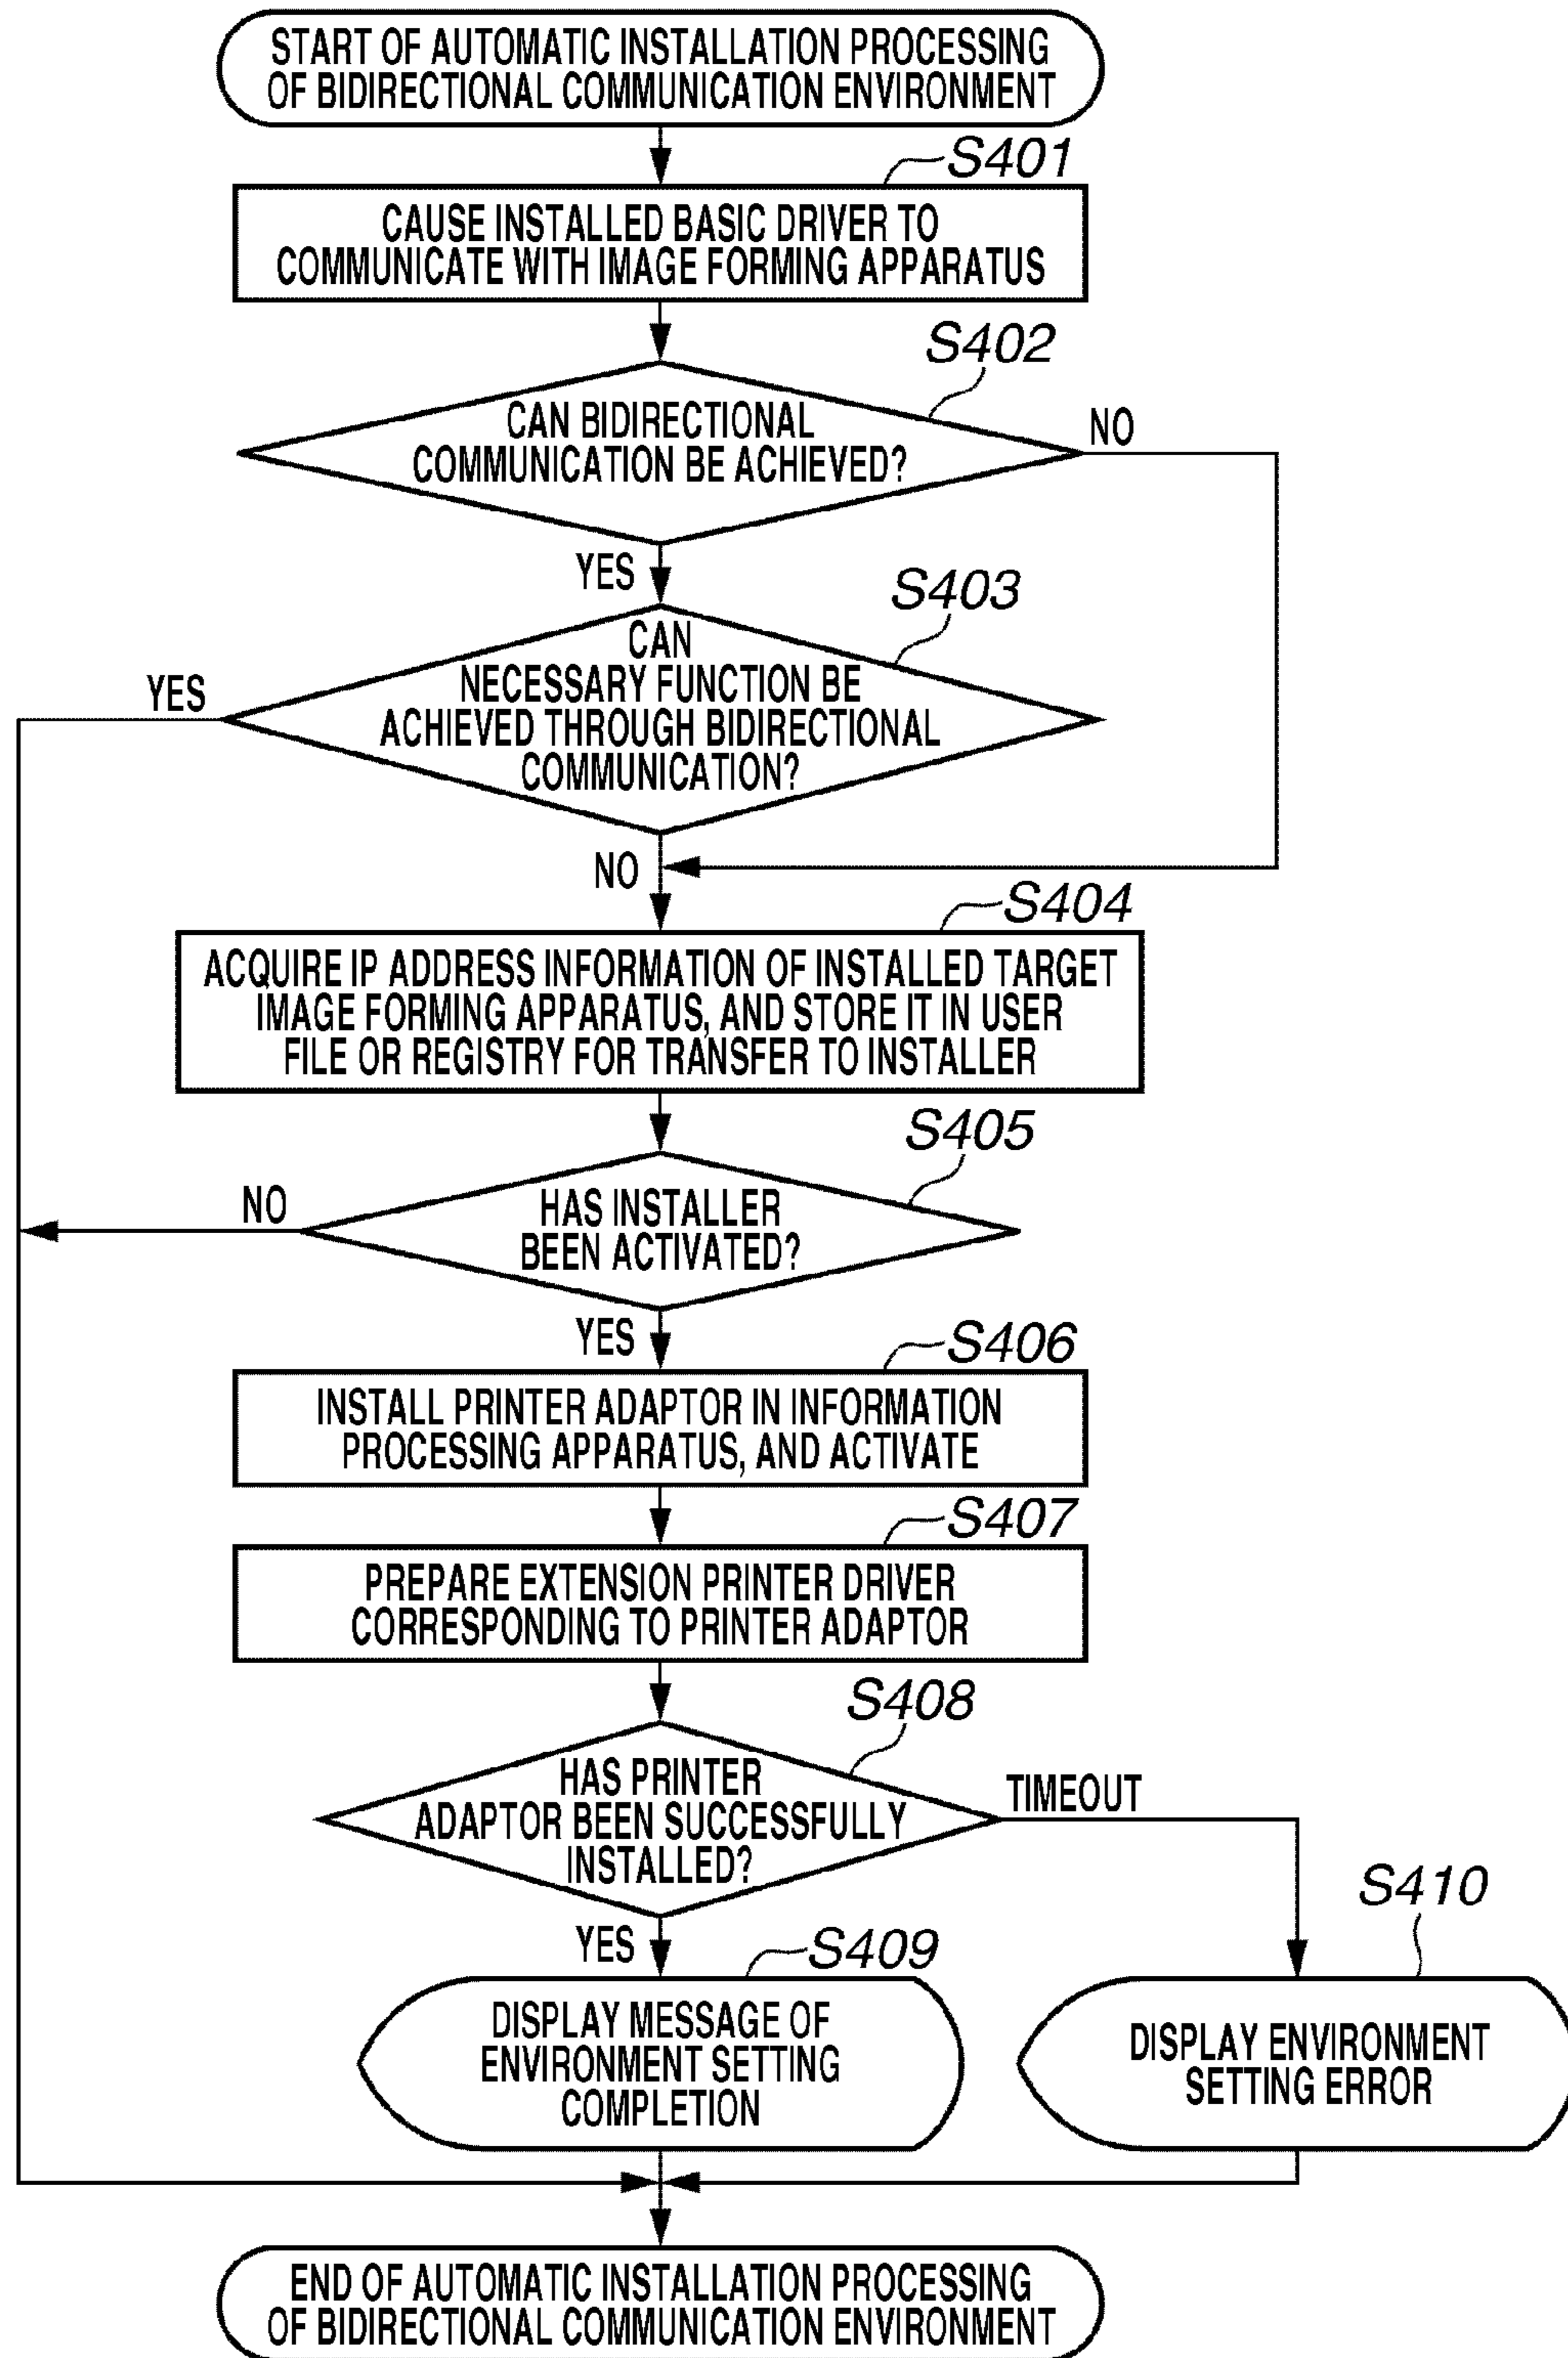 START OF AUTOMATIC INSTALLATION PROCESSING
OF BIDIRECTIONAL COMMUNICATION ENVIRONMENT
S401
CAUSE INSTALLED BASIC DRIVER TO
COMMUNICATE WITH IMAGE FORMING APPARATUS
S402
CAN BIDIRECTIONAL
COMMUNICATION BE ACHIEVED?
NO
YES
S403
CAN
NECESSARY FUNCTION BE
ACHIEVED THROUGH BIDIRECTIONAL
COMMUNICATION?
YES
NO
S404
ACQUIRE IP ADDRESS INFORMATION OF INSTALLED TARGET
IMAGE FORMING APPARATUS, AND STORE IT IN USER
FILE OR REGISTRY FOR TRANSFER TO INSTALLER
S405
HAS INSTALLER
BEEN ACTIVATED?
NO
YES
S406
INSTALL PRINTER ADAPTOR IN INFORMATION
PROCESSING APPARATUS, AND ACTIVATE
S407
PREPARE EXTENSION PRINTER DRIVER
CORRESPONDING TO PRINTER ADAPTOR
S408
HAS PRINTER
ADAPTOR BEEN SUCCESSFULLY
INSTALLED?
TIMEOUT
YES
S409
DISPLAY MESSAGE OF
ENVIRONMENT SETTING
COMPLETION
S410
DISPLAY ENVIRONMENT
SETTING ERROR
END OF AUTOMATIC INSTALLATION PROCESSING
OF BIDIRECTIONAL COMMUNICATION ENVIRONMENT